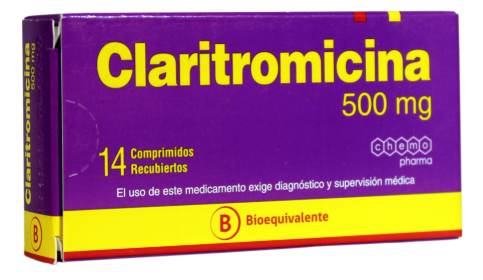 Claritromicina
500 mg
14 Comprimidos
Recubiertos
chemo
pharma
El uso de este medicamento exige diagnóstico y supervisión médica
B Bioequivalente
Claritromicina
500 mg
B